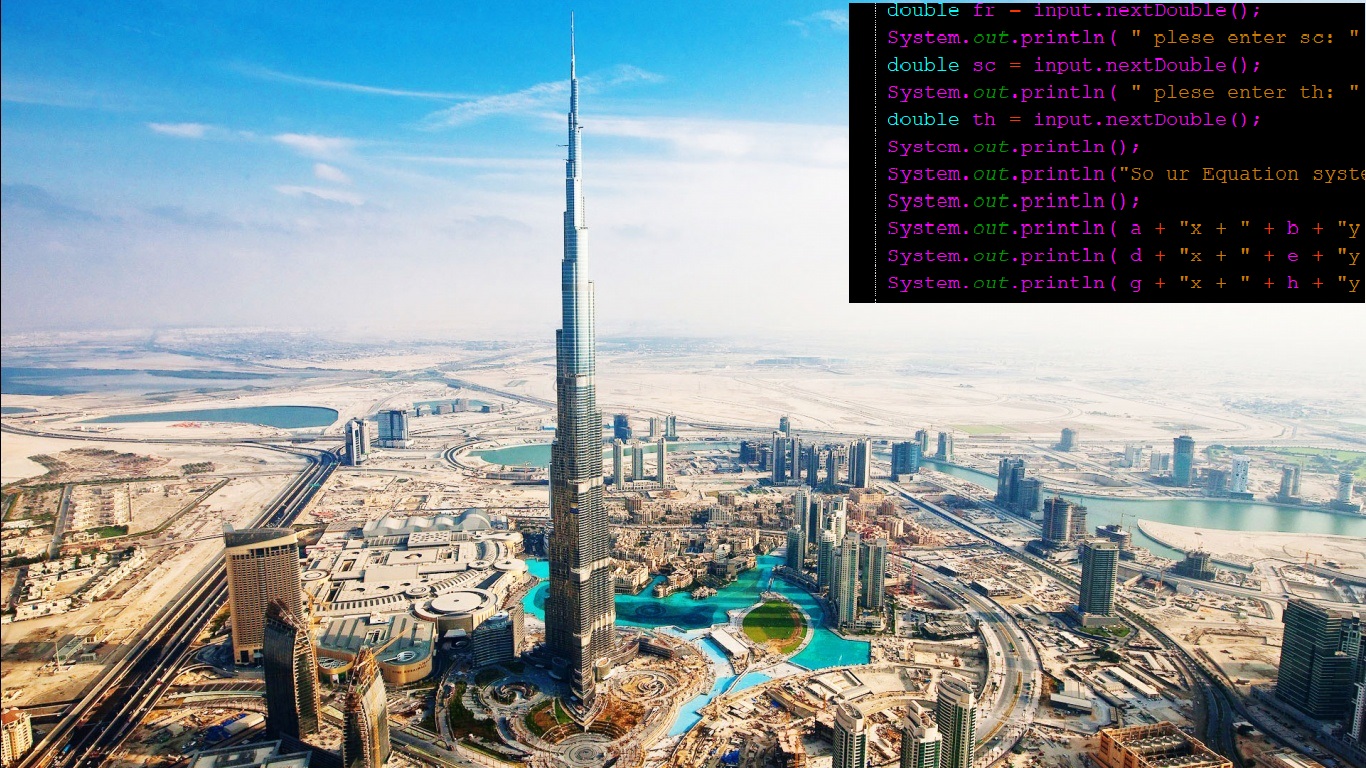 double fr = input.nextDouble();
System.out.println( " plese enter sc: "
double sc = input.nextDouble();
System.out.println( " plese enter th: "
double th = input.nextDouble();
System.out.println();
System.out.println("So ur Equation syste
System.out.println();
System.out.println( a + "x + " + b + "y
System.out.println( d + "x + " + e + "y
System.out.println( g + "x + " + h + "y